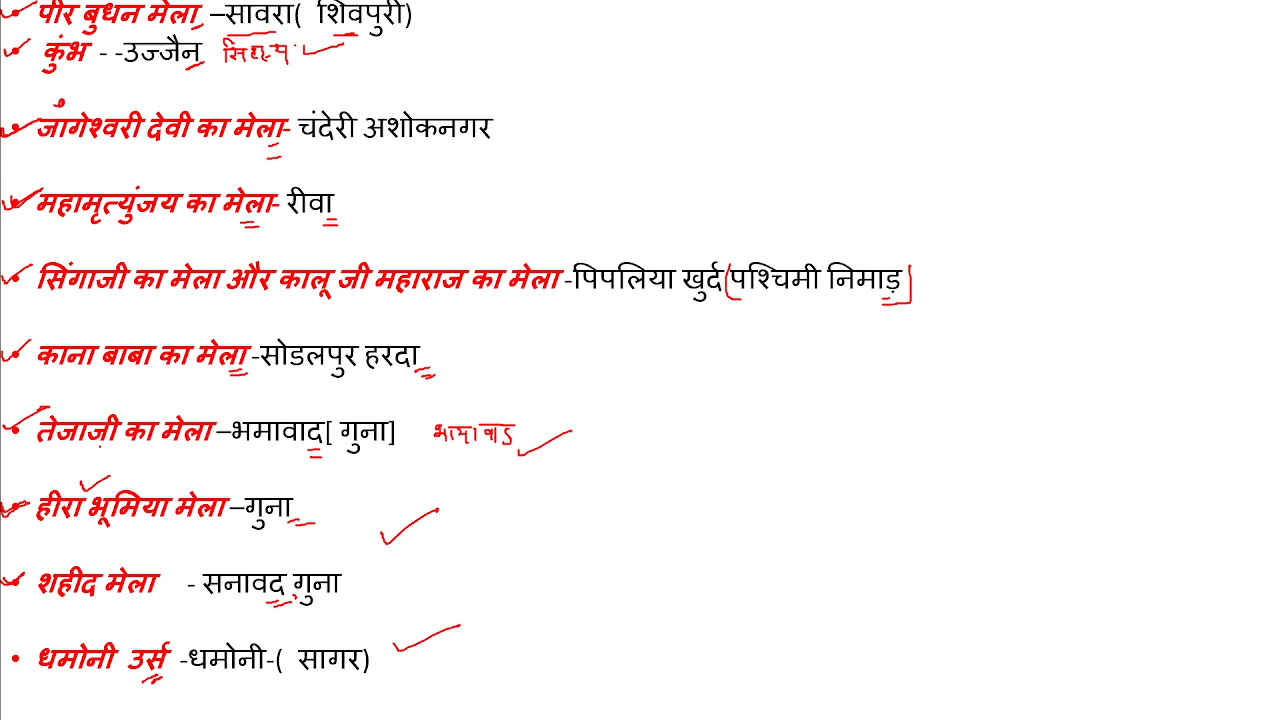 पीर बुधन मेला –सावरा( शिवपुरी)
कुंभ - -उज्जैन
जागेश्वरी देवी का मेला- चंदेरी अशोकनगर
महामृत्युंजय का मेला- रीवा
सिंगाजी का मेला और कालू जी महाराज का मेला -पिपलिया खुर्द(पश्चिमी निमाड़
काना बाबा का मेला -सोडलपुर हरदा
तेजाजी का मेला –भमावाद[ गुना] भामावाड
हीरा भूमिया मेला –गुना
शहीद मेला - सनावद गुना
धमोनी उर्स -धमोनी-( सागर)